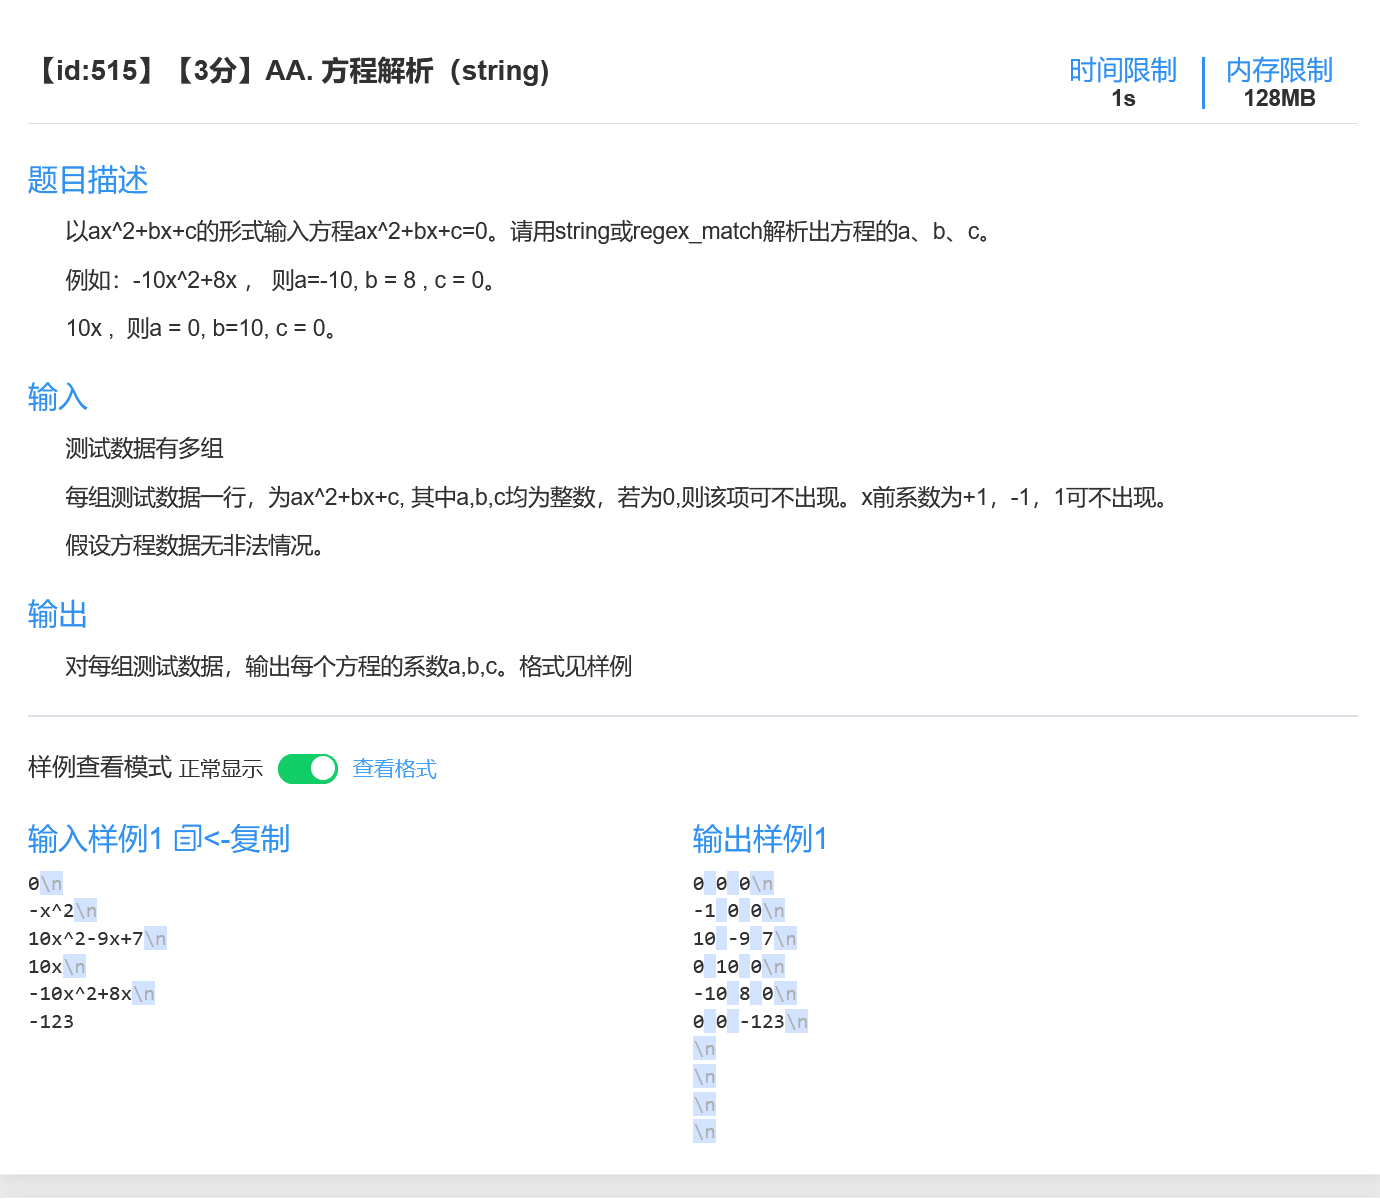 【id:515】【3分】AA. 方程解析（string)
时间限制
1s
内存限制
128MB
题目描述
以ax^2+bx+c的形式输入方程ax^2+bx+c=0。请用string或regex_match解析出方程的a、b、c。
例如：-10x^2+8x ， 则a=-10, b = 8 , c = 0。
10x ，则a = 0, b=10, c = 0。
输入
测试数据有多组
每组测试数据一行，为ax^2+bx+c, 其中a,b,c均为整数，若为0,则该项可不出现。x前系数为+1，-1，1可不出现。
假设方程数据无非法情况。
输出
对每组测试数据，输出每个方程的系数a,b,c。格式见样例
样例查看模式 正常显示 查看格式
输入样例1 <-复制
0\n
-x^2\n
10x^2-9x+7\n
10x\n
-10x^2+8x\n
-123
输出样例1
0 0 0\n
-1 0 0\n
10 -9 7\n
0 10 0\n
-10 8 0\n
0 0 -123\n
\n
\n
\n
\n